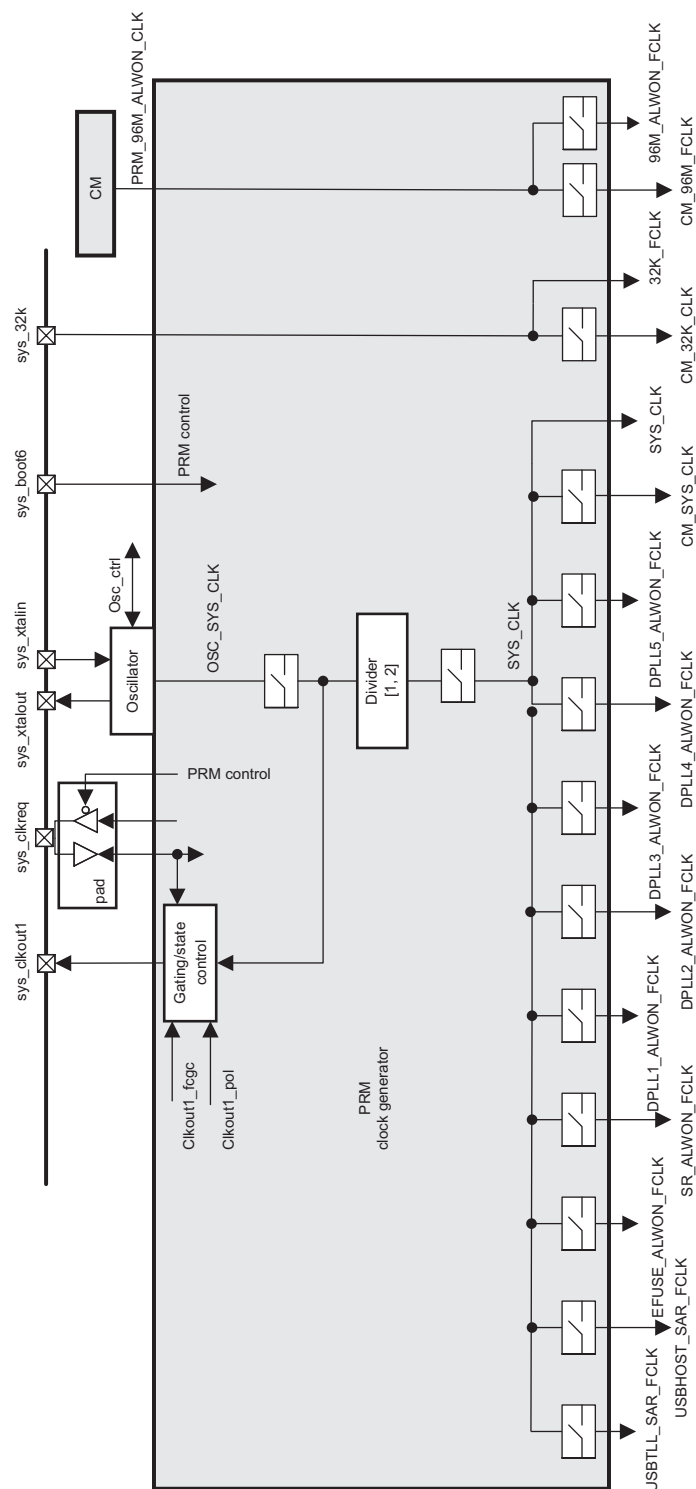 sys_clkout1
sys_clkreq
sys_xtalout
sys_xtalin
sys_boot6
sys_32k
pad
Oscillator
Osc_ctrl
CM
PRM_96M_ALWON_CLK
Clkout1_fcgc
Clkout1_pol
Gating/state
control
PRM control
OSC_SYS_CLK
PRM control
PRM
clock generator
Divider
[1, 2]
SYS_CLK
USBTLL_SAR_FCLK
USBHOST_SAR_FCLK
EFUSE_ALWON_FCLK
SR_ALWON_FCLK
DPLL1_ALWON_FCLK
DPLL2_ALWON_FCLK
DPLL3_ALWON_FCLK
DPLL4_ALWON_FCLK
DPLL5_ALWON_FCLK
CM_SYS_CLK
SYS_CLK
CM_32K_CLK
32K_FCLK
CM_96M_FCLK
96M_ALWON_FCLK